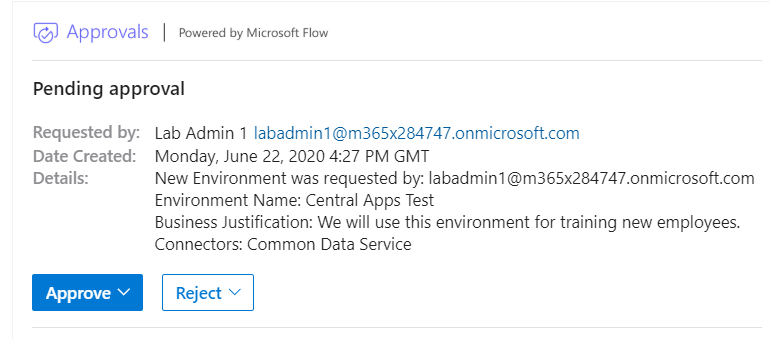 Approvals | Powered by Microsoft Flow
Pending approval
Requested by: Lab Admin 1 labadmin1@m365x284747.onmicrosoft.com
Date Created: Monday, June 22, 2020 4:27 PM GMT
Details: New Environment was requested by: labadmin1@m365x284747.onmicrosoft.com
Environment Name: Central Apps Test
Business Justification: We will use this environment for training new employees.
Connectors: Common Data Service
Approve Reject